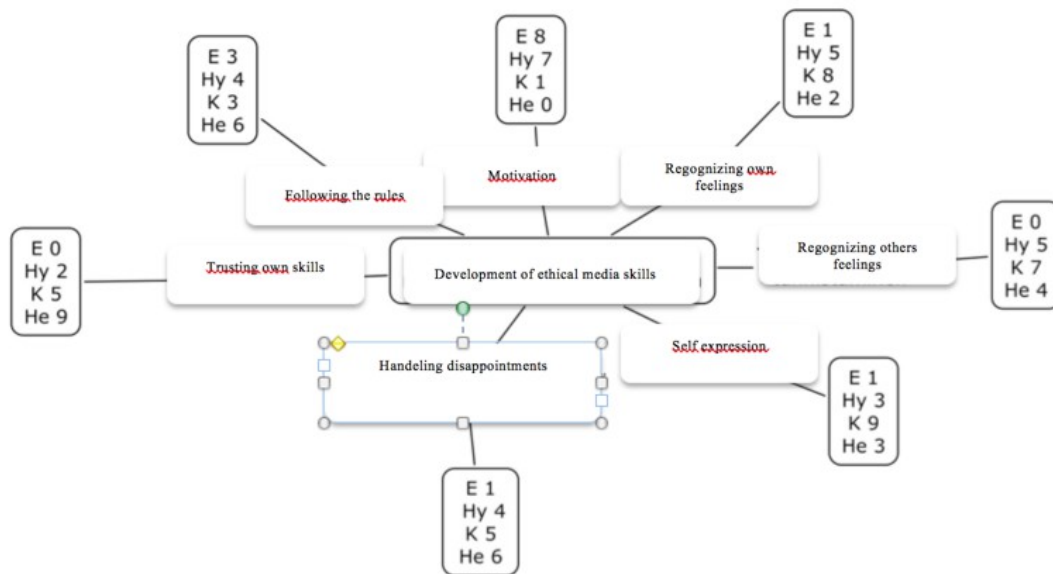 E 8
Hy 7
K 1
He 0
E 1
Hy 5
K 8
He 2
E 3
Hy 4
K 3
He 6
Motivation
Regognizing own
feelings
Following the rules
E 0
Hy 5
K 7
He 4
Regognizing others
feelings
E 0
Hy 2
K 5
He 9
Trusting own skills
Development of ethical media skills
Self expression
Handeling disappointments
E 1
Hy 3
K 9
He 3
E 1
Hy 4
K 5
He 6